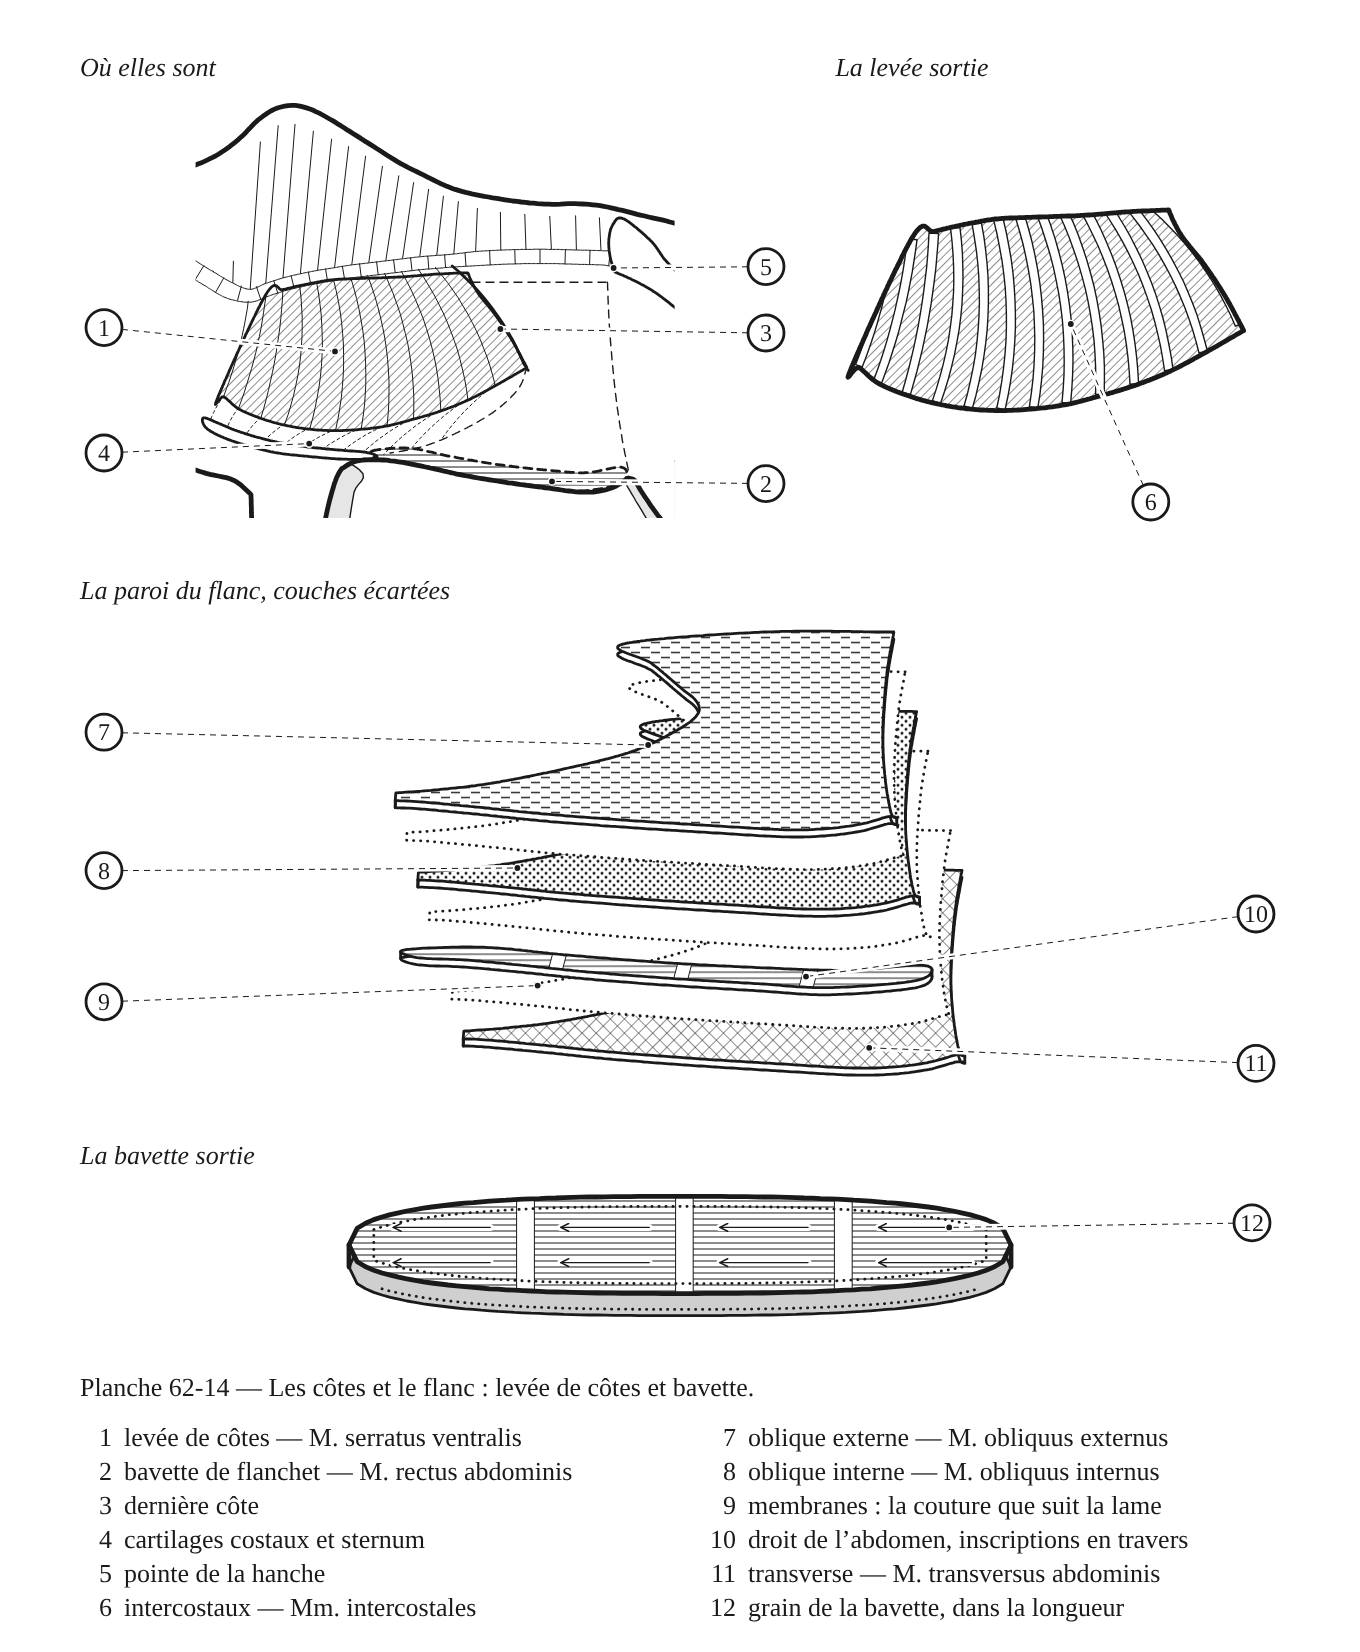 Où elles sont
La levée sortie
5
1
3
4
2
6
La paroi du flanc, couches écartées
7
8
10
9
11
La bavette sortie
12
Planche 62-14 — Les côtes et le flanc : levée de côtes et bavette.
1 levée de côtes — M. serratus ventralis
2 bavette de flanchet — M. rectus abdominis
3 dernière côte
4 cartilages costaux et sternum
5 pointe de la hanche
6 intercostaux — Mm. intercostales
7 oblique externe — M. obliquus externus
8 oblique interne — M. obliquus internus
9 membranes : la couture que suit la lame
10 droit de l’abdomen, inscriptions en travers
11 transverse — M. transversus abdominis
12 grain de la bavette, dans la longueur